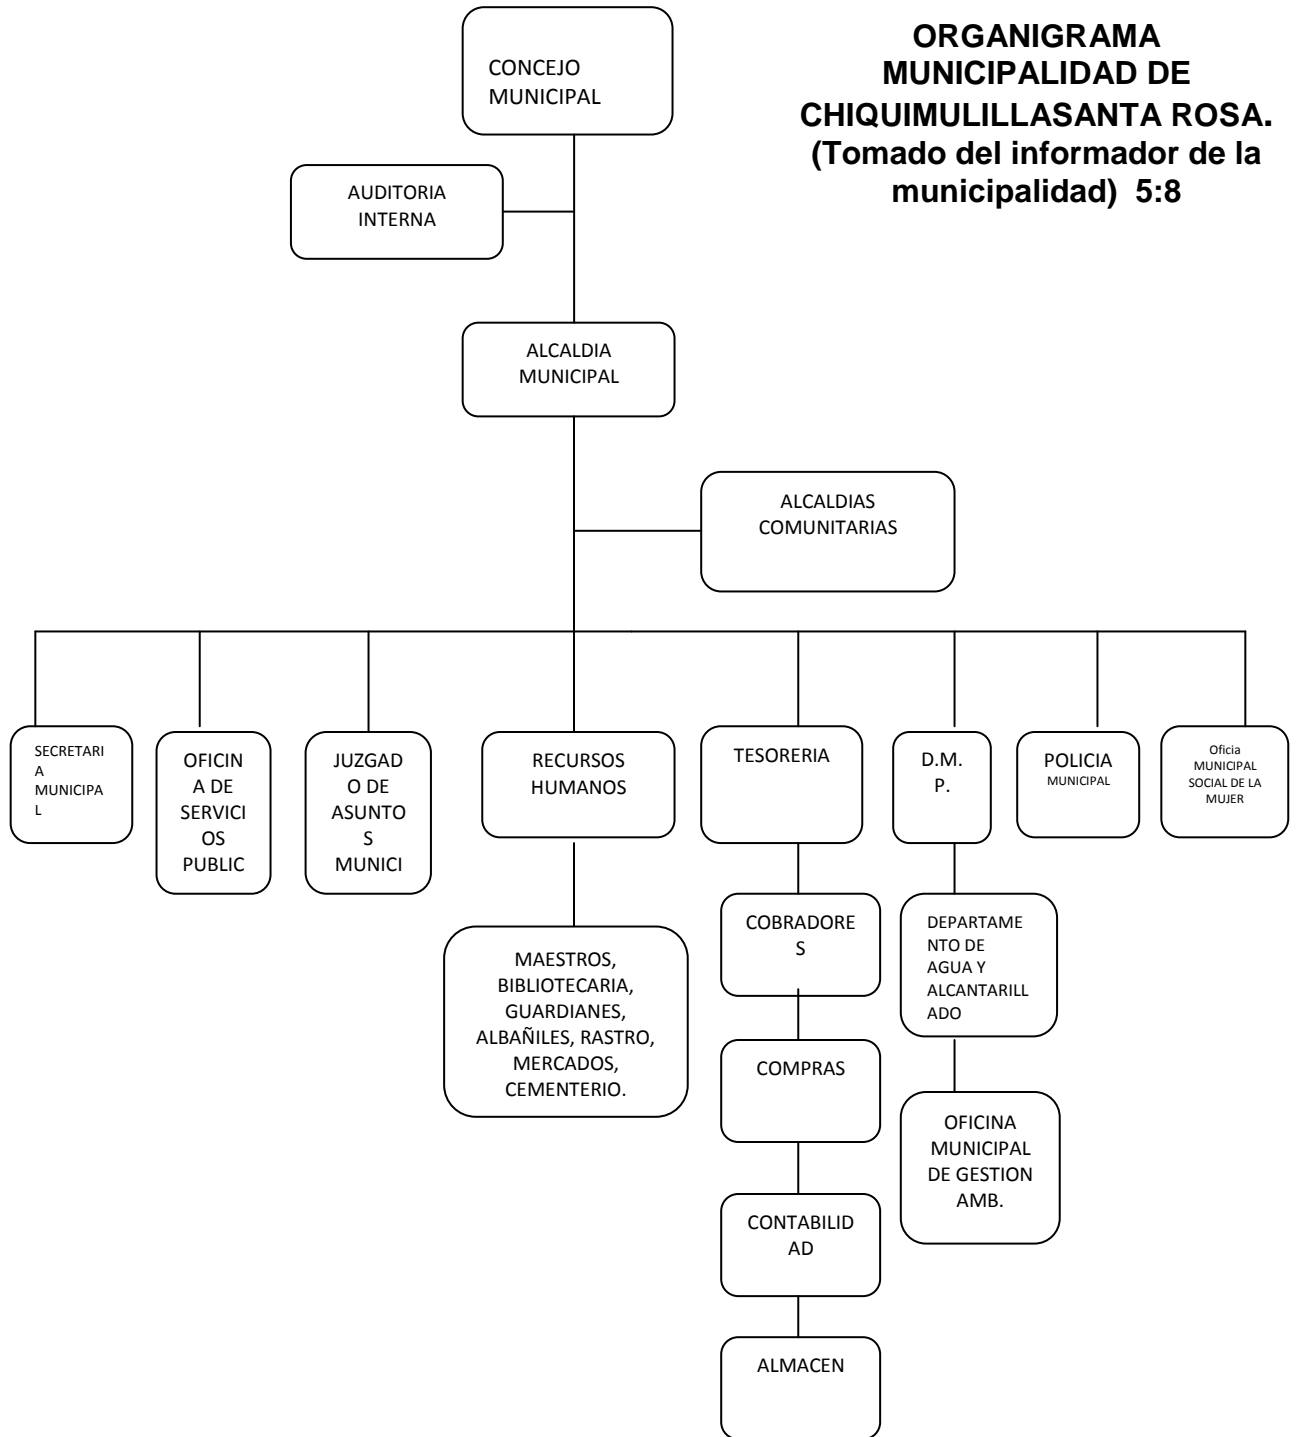 ORGANIGRAMA
MUNICIPALIDAD DE
CHIQUIMULILLASANTA ROSA.
(Tomado del informador de la
municipalidad)  5:8
CONCEJO
MUNICIPAL
AUDITORIA
INTERNA
ALCALDIA
MUNICIPAL
ALCALDIAS
COMUNITARIAS
SECRETARI
A
MUNICIPA
L
OFICIN
A DE
SERVICI
OS
PUBLIC
JUZGAD
O DE
ASUNTO
S
MUNICI
RECURSOS
HUMANOS
TESORERIA
D.M.
P.
POLICIA
MUNICIPAL
Oficia
MUNICIPAL
SOCIAL DE LA
MUJER
MAESTROS,
BIBLIOTECARIA,
GUARDIANES,
ALBAÑILES, RASTRO,
MERCADOS,
CEMENTERIO.
COBRADORE
S
DEPARTAME
NTO DE
AGUA Y
ALCANTARILL
ADO
COMPRAS
OFICINA
MUNICIPAL
DE GESTION
AMB.
CONTABILID
AD
ALMACEN